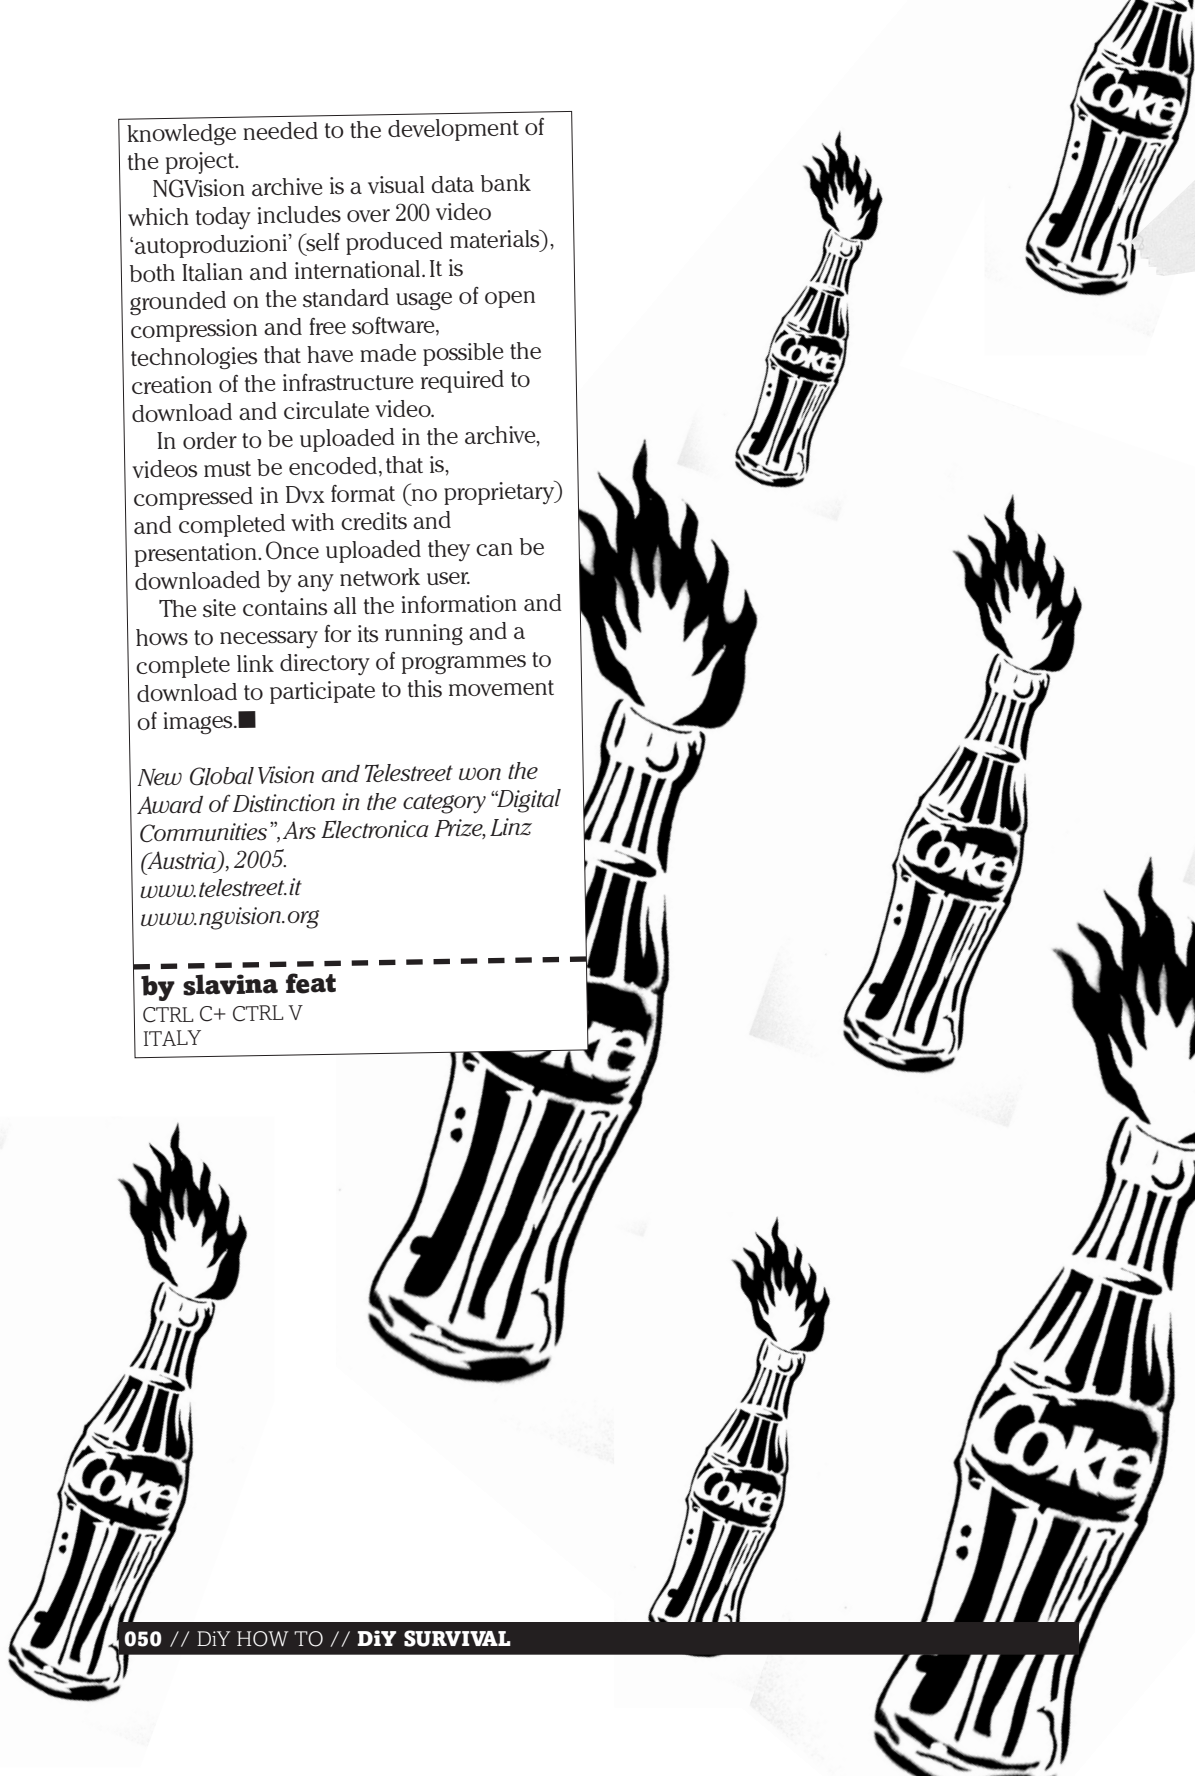 knowledge needed to the development of
the project.
NGVision archive is a visual data bank
which today includes over 200 video
‘autoproduzioni’ (self produced materials),
both Italian and international. It is
grounded on the standard usage of open
compression and free software,
technologies that have made possible the
creation of the infrastructure required to
download and circulate video.
In order to be uploaded in the archive,
videos must be encoded, that is,
compressed in Dvx format (no proprietary)
and completed with credits and
presentation. Once uploaded they can be
downloaded by any network user.
The site contains all the information and
hows to necessary for its running and a
complete link directory of programmes to
download to participate to this movement
of images.■
New Global Vision and Telestreet won the
Award of Distinction in the category “Digital
Communities”, Ars Electronica Prize, Linz
(Austria), 2005.
www.telestreet.it
www.ngvision.org
by slavina feat
CTRL C+ CTRL V
ITALY
Coke
Coke
Coke
Coke
Coke
Coke
Coke
050 // DiY HOW TO // DiY SURVIVAL